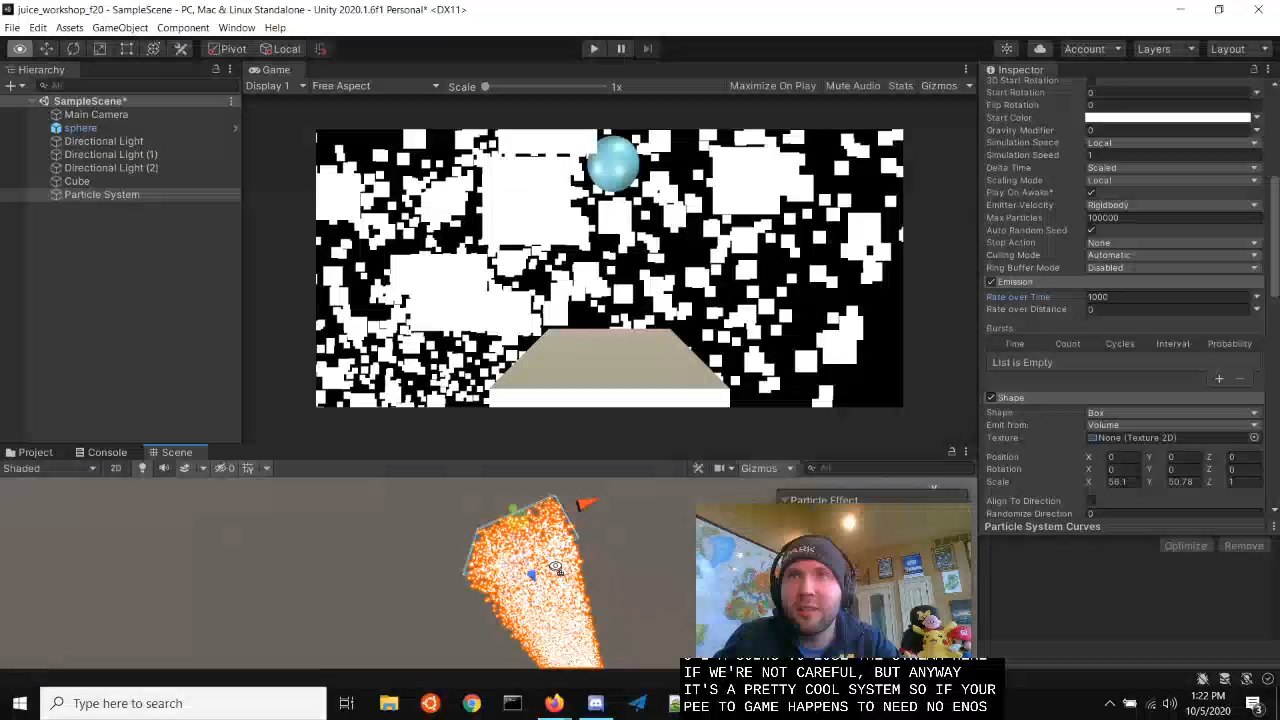 juice_workshop_f20 - SampleScene - PC, Mac & Linux Standalone - Unity 2020.1.6f1 Personal* <DX11>
File Edit Assets GameObject Component Window Help
Pivot Local Account Layers Layout
Hierarchy Game Inspector
All Display 1 Free Aspect Scale 1x Maximize On Play Mute Audio Stats Gizmos
SampleScene*
Main Camera
sphere
Directional Light
Directional Light (1)
Directional Light (2)
Cube
Particle System
3D Start Rotation
Start Rotation 0
Flip Rotation 0
Start Color
Gravity Modifier 0
Simulation Space Local
Simulation Speed 1
Delta Time Scaled
Scaling Mode Local
Play On Awake*
Emitter Velocity Rigidbody
Max Particles 100000
Auto Random Seed
Stop Action None
Culling Mode Automatic
Ring Buffer Mode Disabled
Emission
Rate over Time 1000
Rate over Distance 0
Bursts
Time Count Cycles Interval Probability
List is Empty
Shape
Shape Box
Emit from: Volume
Texture None (Texture 2D)
Position X 0 Y 0 Z 0
Rotation X 0 Y 0 Z 0
Scale X 56.1 Y 50.78 Z 1
Align To Direction
Randomize Direction 0
Particle System Curves
Optimize Remove
Project Console Scene
Shaded 2D 0 Gizmos All
Particle Effect
IF WE'RE NOT CAREFUL, BUT ANYWAY
IT'S A PRETTY COOL SYSTEM SO IF YOUR
PEE TO GAME HAPPENS TO NEED NO ENOS
Type here to search
1:22 PM
10/5/2020